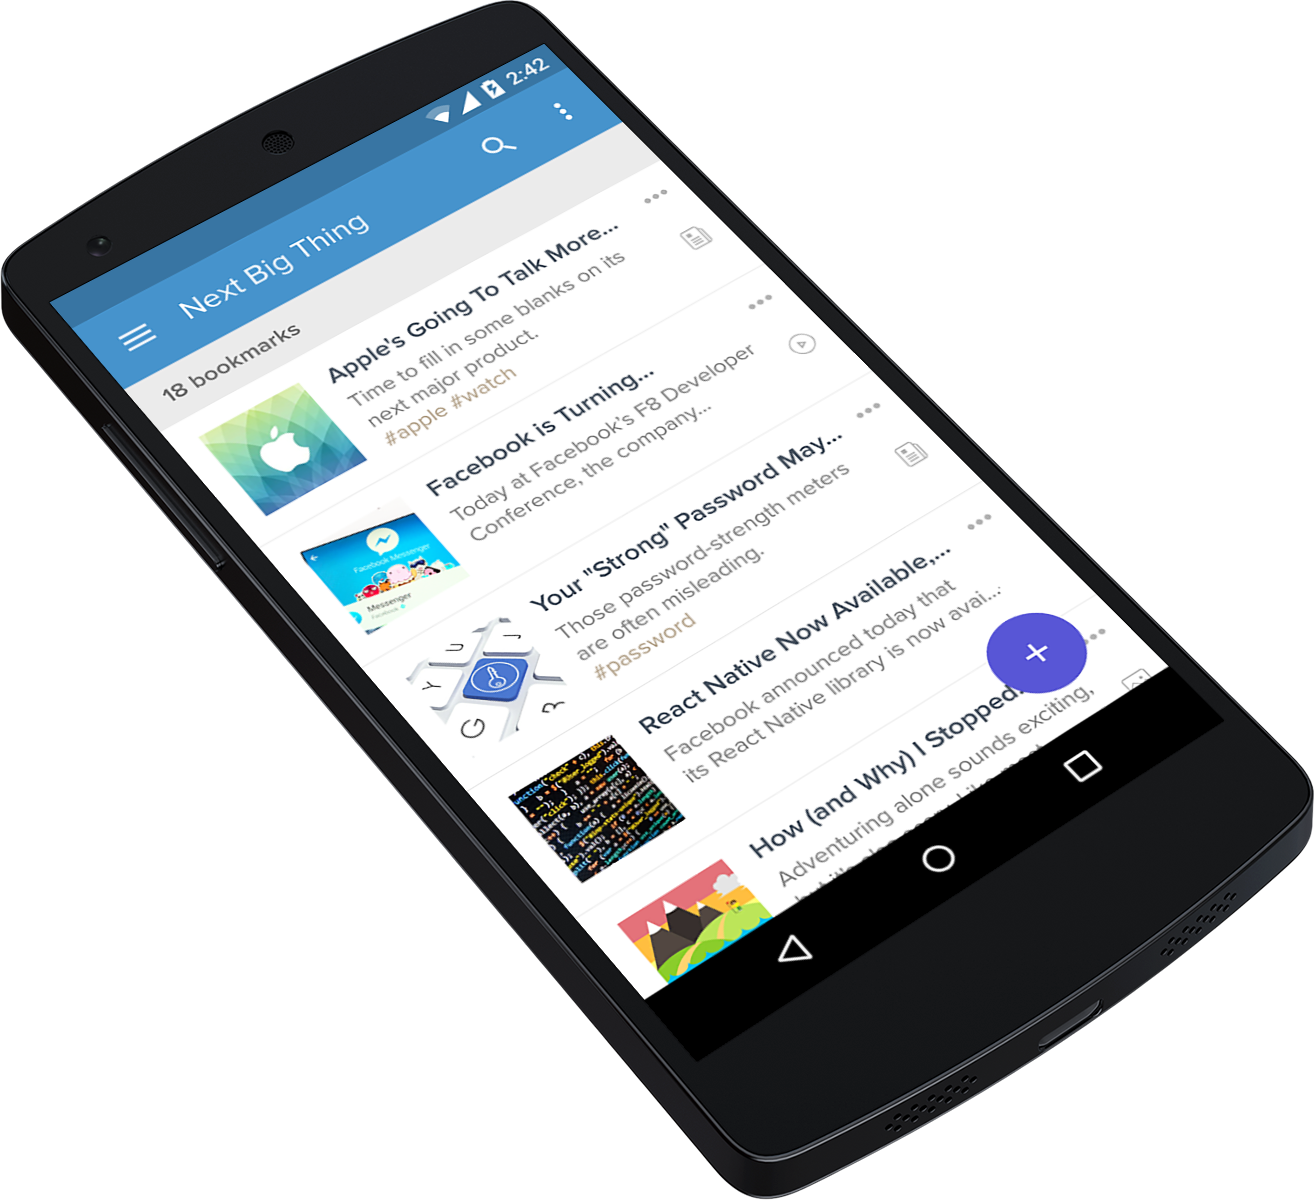 2:42
Next Big Thing
18 bookmarks
Apple's Going To Talk More...
Time to fill in some blanks on its
next major product.
#apple #watch
Facebook is Turning...
Today at Facebook's F8 Developer
Conference, the company...
Facebook Messenger
Messenger
Facebook
Your "Strong" Password May...
Those password-strength meters
are often misleading.
#password
Y U I
G B
React Native Now Available,...
Facebook announced today that
its React Native library is now avai...
How (and Why) I Stopped
Adventuring alone sounds exciting,